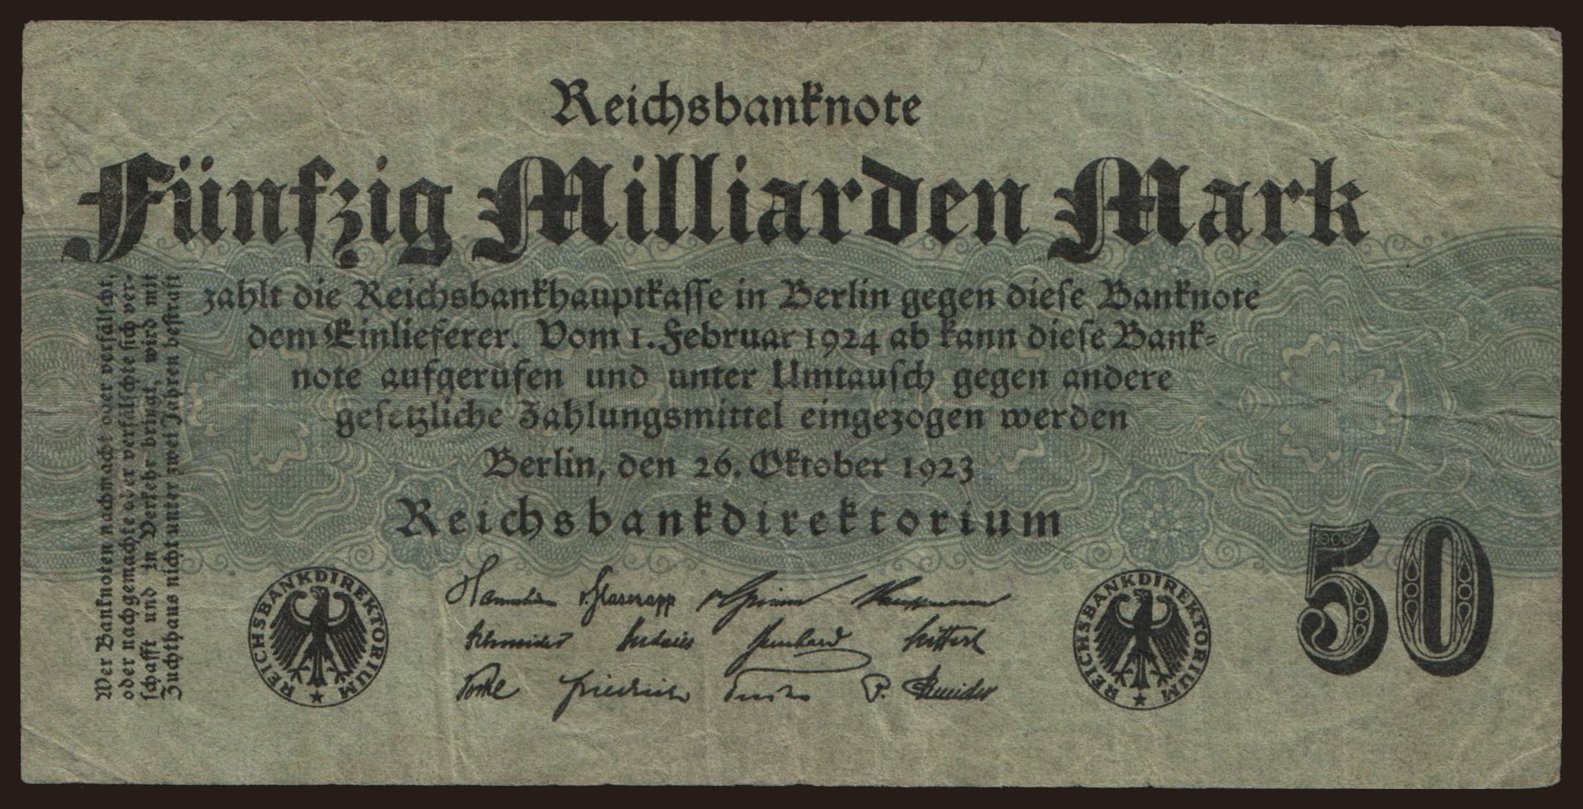 Reichsbanknote
Fünfzig Milliarden Mark
zahlt die Reichsbankhauptkasse in Berlin gegen diese Banknote
dem Einlieferer. Vom 1. Februar 1924 ab kann diese Bank-
note aufgerufen und unter Umtausch gegen andere
gesetzliche Zahlungsmittel eingezogen werden
Berlin, den 26. Oktober 1923
Reichsbankdirektorium
v. Glasenapp
Friedrich
P. Schneider
REICHSBANKDIREKTORIUM
REICHSBANKDIREKTORIUM
50
Wer Banknoten nachmacht oder verfälscht,
oder nachgemachte oder verfälschte sich ver-
schafft und in Verkehr bringt, wird mit
Zuchthaus nicht unter zwei Jahren bestraft